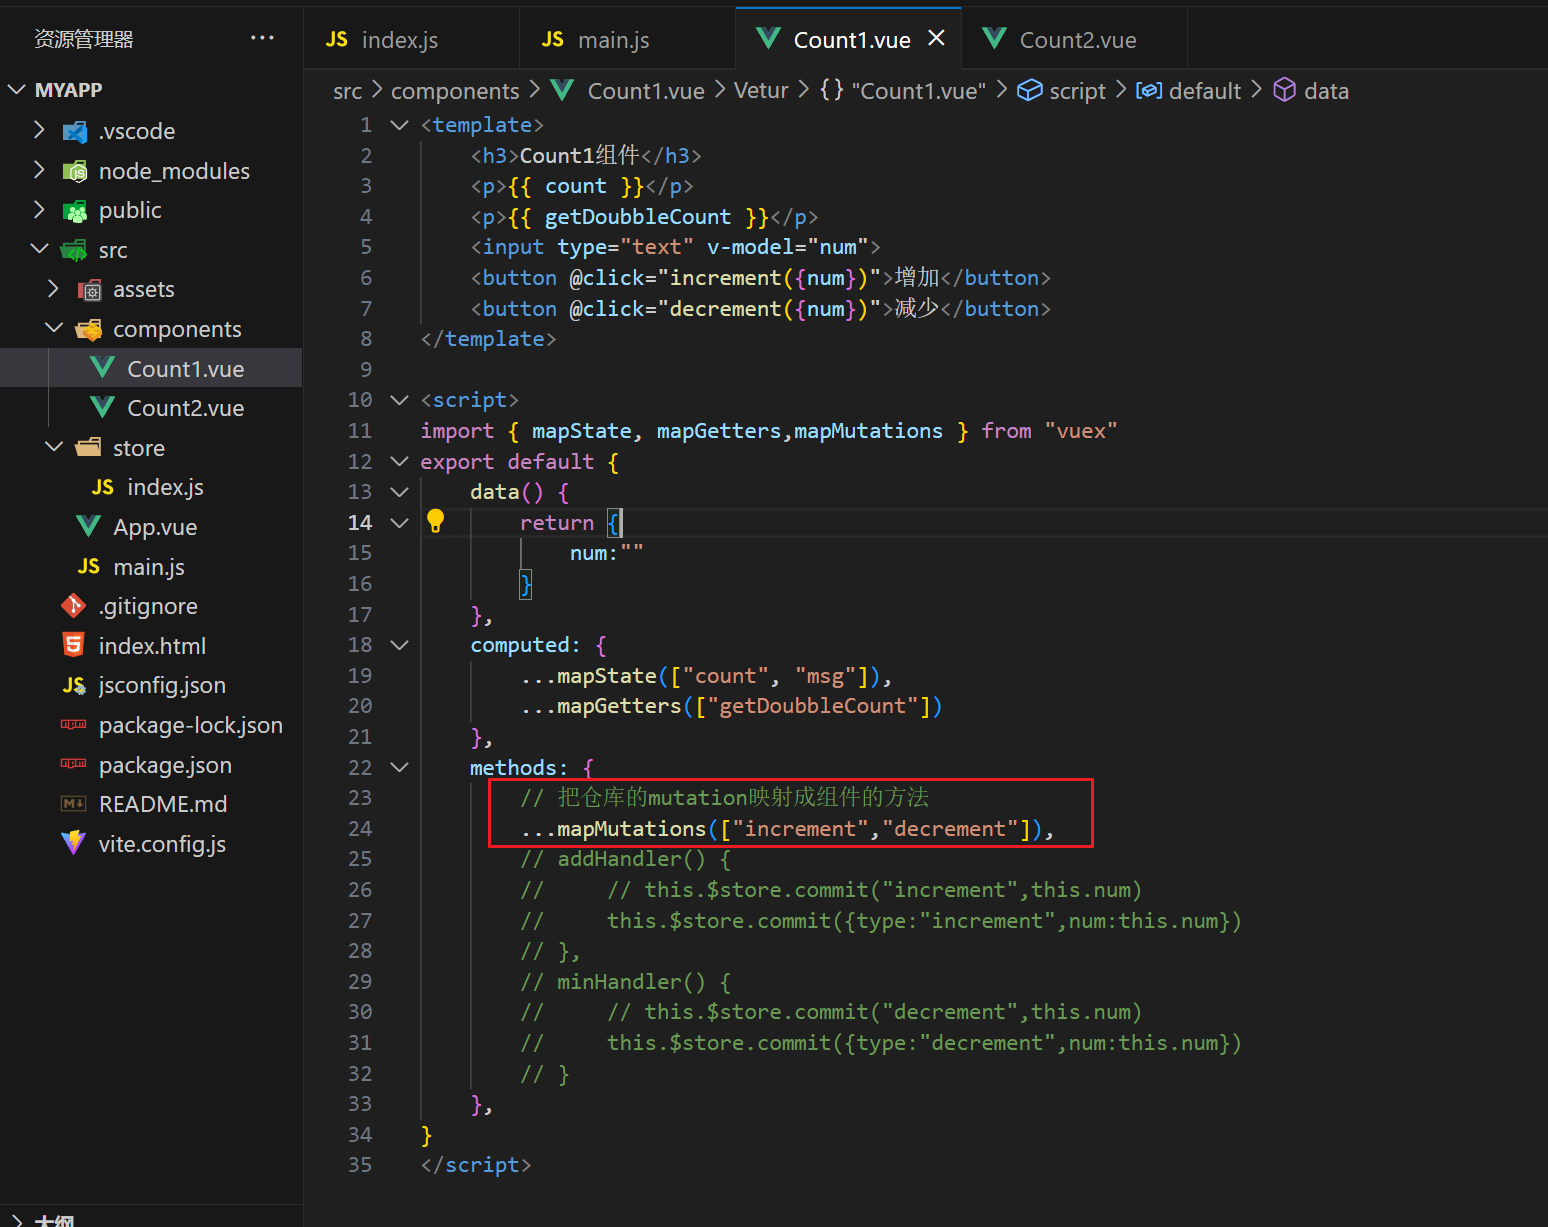 资源管理器
MYAPP
.vscode
node_modules
public
src
assets
components
Count1.vue
Count2.vue
store
JS index.js
App.vue
JS main.js
.gitignore
index.html
JS jsconfig.json
package-lock.json
package.json
README.md
vite.config.js
大纲
JS index.js
JS main.js
Count1.vue
Count2.vue
src > components > Count1.vue > Vetur > {} "Count1.vue" > script > default > data
1 <template>
2 <h3>Count1组件</h3>
3 <p>{{ count }}</p>
4 <p>{{ getDoubbleCount }}</p>
5 <input type="text" v-model="num">
6 <button @click="increment({num})">增加</button>
7 <button @click="decrement({num})">减少</button>
8 </template>
9
10 <script>
11 import { mapState, mapGetters,mapMutations } from "vuex"
12 export default {
13 data() {
14 return {
15 num:""
16 }
17 },
18 computed: {
19 ...mapState(["count", "msg"]),
20 ...mapGetters(["getDoubbleCount"])
21 },
22 methods: {
23 // 把仓库的mutation映射成组件的方法
24 ...mapMutations(["increment","decrement"]),
25 // addHandler() {
26 // // this.$store.commit("increment",this.num)
27 // this.$store.commit({type:"increment",num:this.num})
28 // },
29 // minHandler() {
30 // // this.$store.commit("decrement",this.num)
31 // this.$store.commit({type:"decrement",num:this.num})
32 // }
33 },
34 }
35 </script>